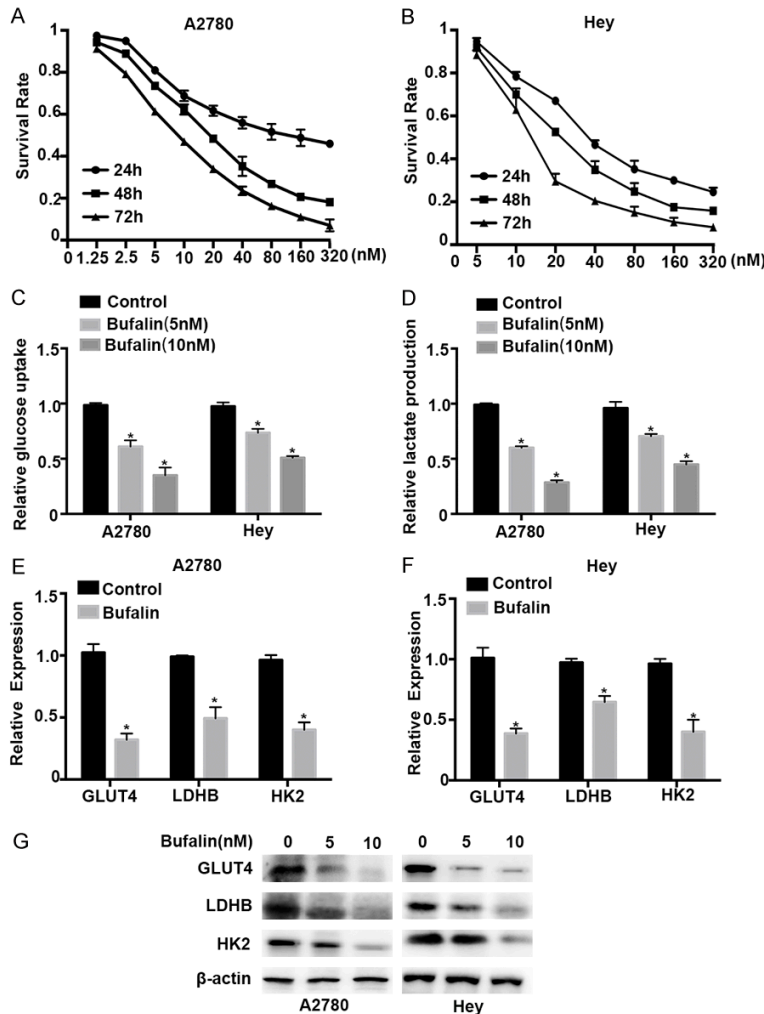 A
A2780
Survival Rate
1
0.8
0.6
0.4
0.2
0
24h
48h
72h
0 1.25 2.5 5 10 20 40 80 160 320 (nM)
B
Hey
Survival Rate
1
0.8
0.6
0.4
0.2
0
24h
48h
72h
0 5 10 20 40 80 160 320 (nM)
C
Control
Bufalin(5nM)
Bufalin(10nM)
Relative glucose uptake
1.5
1.0
0.5
0
* * * *
A2780 Hey
D
Control
Bufalin(5nM)
Bufalin(10nM)
Relative lactate production
1.5
1.0
0.5
0
* * * *
A2780 Hey
E
A2780
Control
Bufalin
Relative Expression
1.5
1.0
0.5
0
* * *
GLUT4 LDHB HK2
F
Hey
Control
Bufalin
Relative Expression
1.5
1.0
0.5
0
* * *
GLUT4 LDHB HK2
G
Bufalin(nM) 0 5 10 0 5 10
GLUT4
LDHB
HK2
β-actin
A2780 Hey